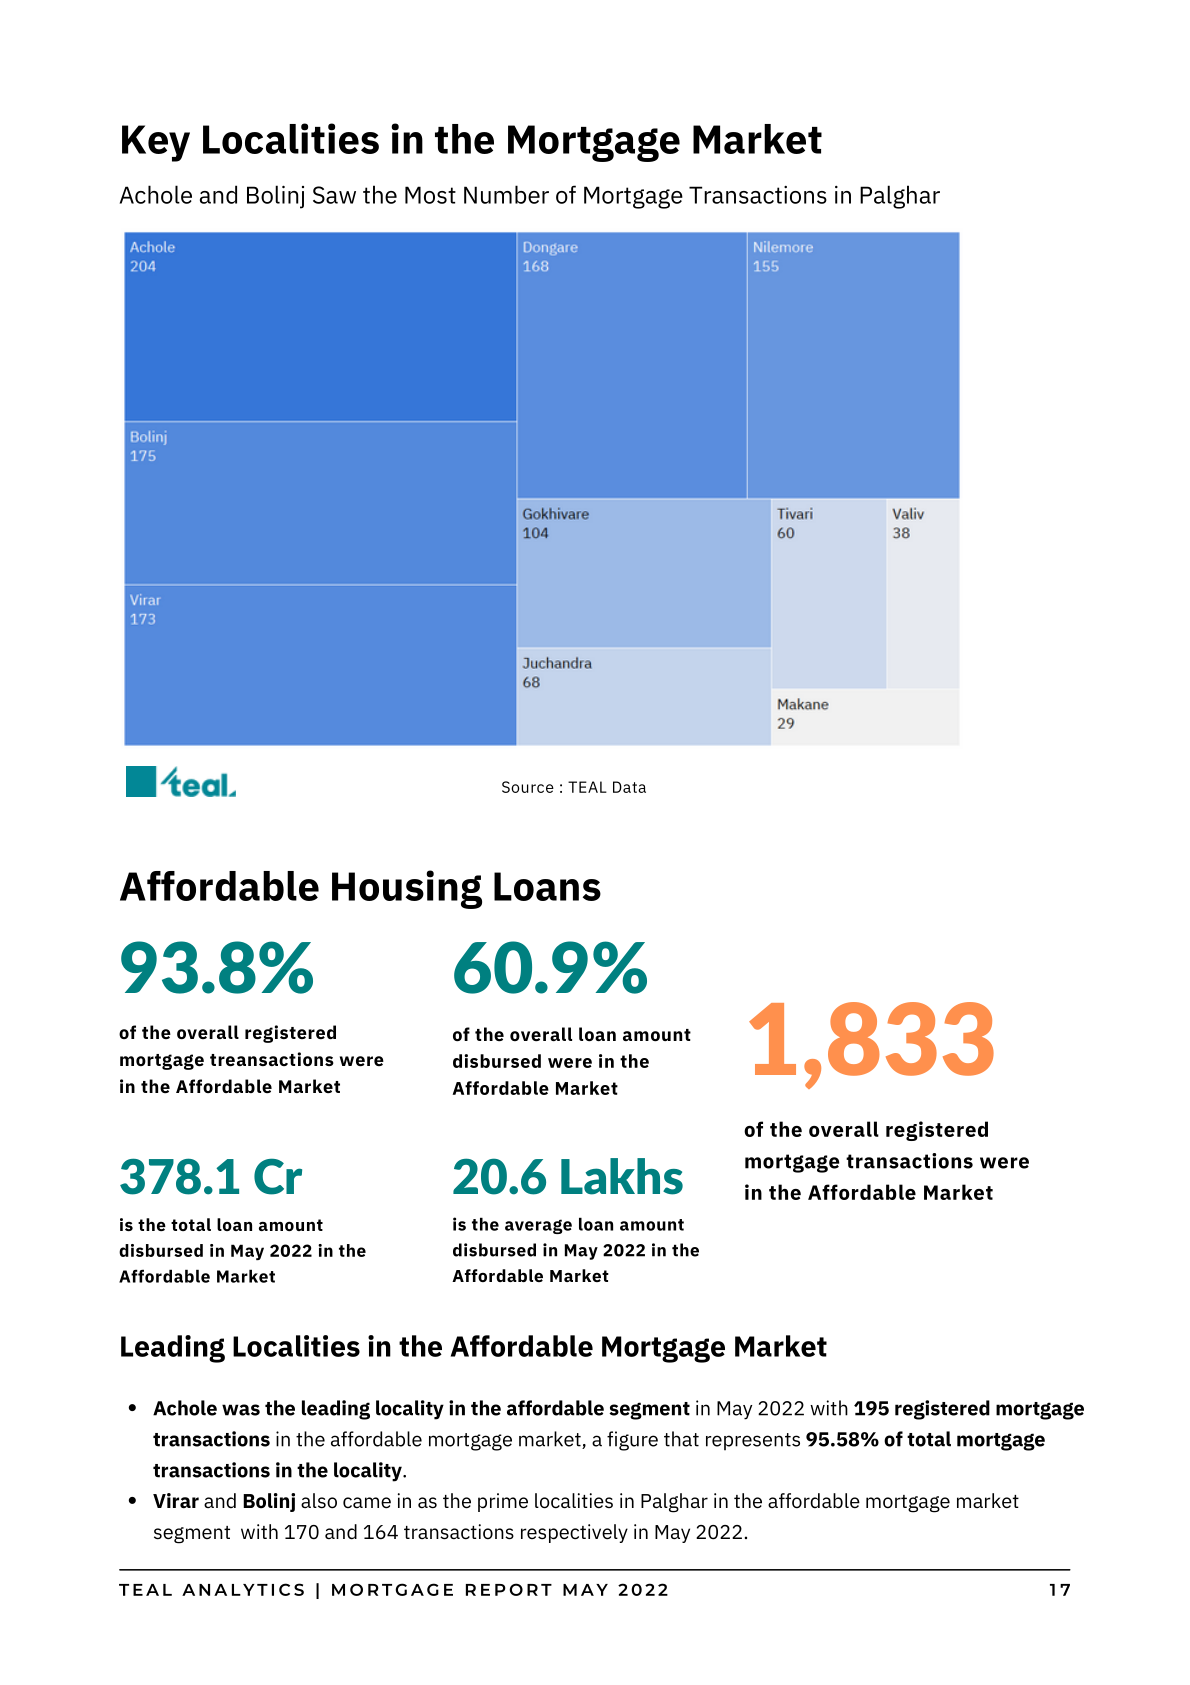 Key Localities in the Mortgage Market
Achole and Bolinj Saw the Most Number of Mortgage Transactions in Palghar
Achole
204
Bolinj
175
Virar
173
Dongare
168
Nilemore
155
Gokhivare
104
Juchandra
68
Tivari
60
Valiv
38
Makane
29
teal.
Source : TEAL Data
Affordable Housing Loans
93.8%
of the overall registered
mortgage treansactions were
in the Affordable Market
60.9%
of the overall loan amount
disbursed were in the
Affordable Market
1,833
of the overall registered
mortgage transactions were
in the Affordable Market
378.1 Cr
is the total loan amount
disbursed in May 2022 in the
Affordable Market
20.6 Lakhs
is the average loan amount
disbursed in May 2022 in the
Affordable Market
Leading Localities in the Affordable Mortgage Market
• Achole was the leading locality in the affordable segment in May 2022 with 195 registered mortgage
transactions in the affordable mortgage market, a figure that represents 95.58% of total mortgage
transactions in the locality.
• Virar and Bolinj also came in as the prime localities in Palghar in the affordable mortgage market
segment  with 170 and 164 transactions respectively in May 2022.
TEAL ANALYTICS | MORTGAGE REPORT MAY 2022
17